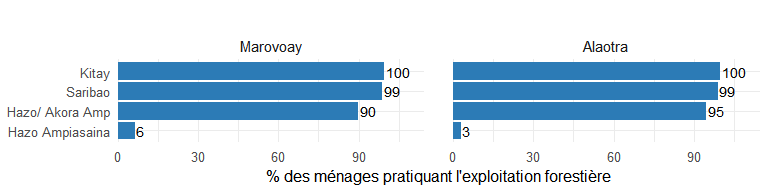 Marovoay Alaotra
Kitay 100 100
Saribao 99 99
Hazo/ Akora Amp 90 95
Hazo Ampiasaina 6 3
0 30 60 90 0 30 60 90
% des ménages pratiquant l'exploitation forestière